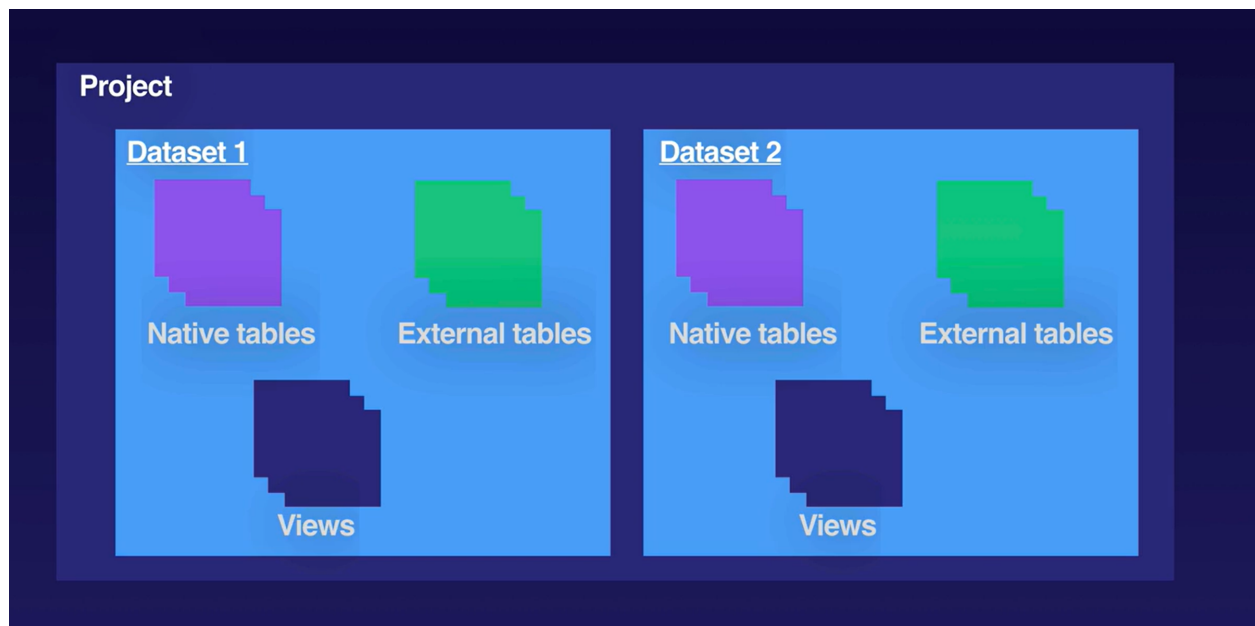 Project
Dataset 1
Native tables
External tables
Views
Dataset 2
Native tables
External tables
Views